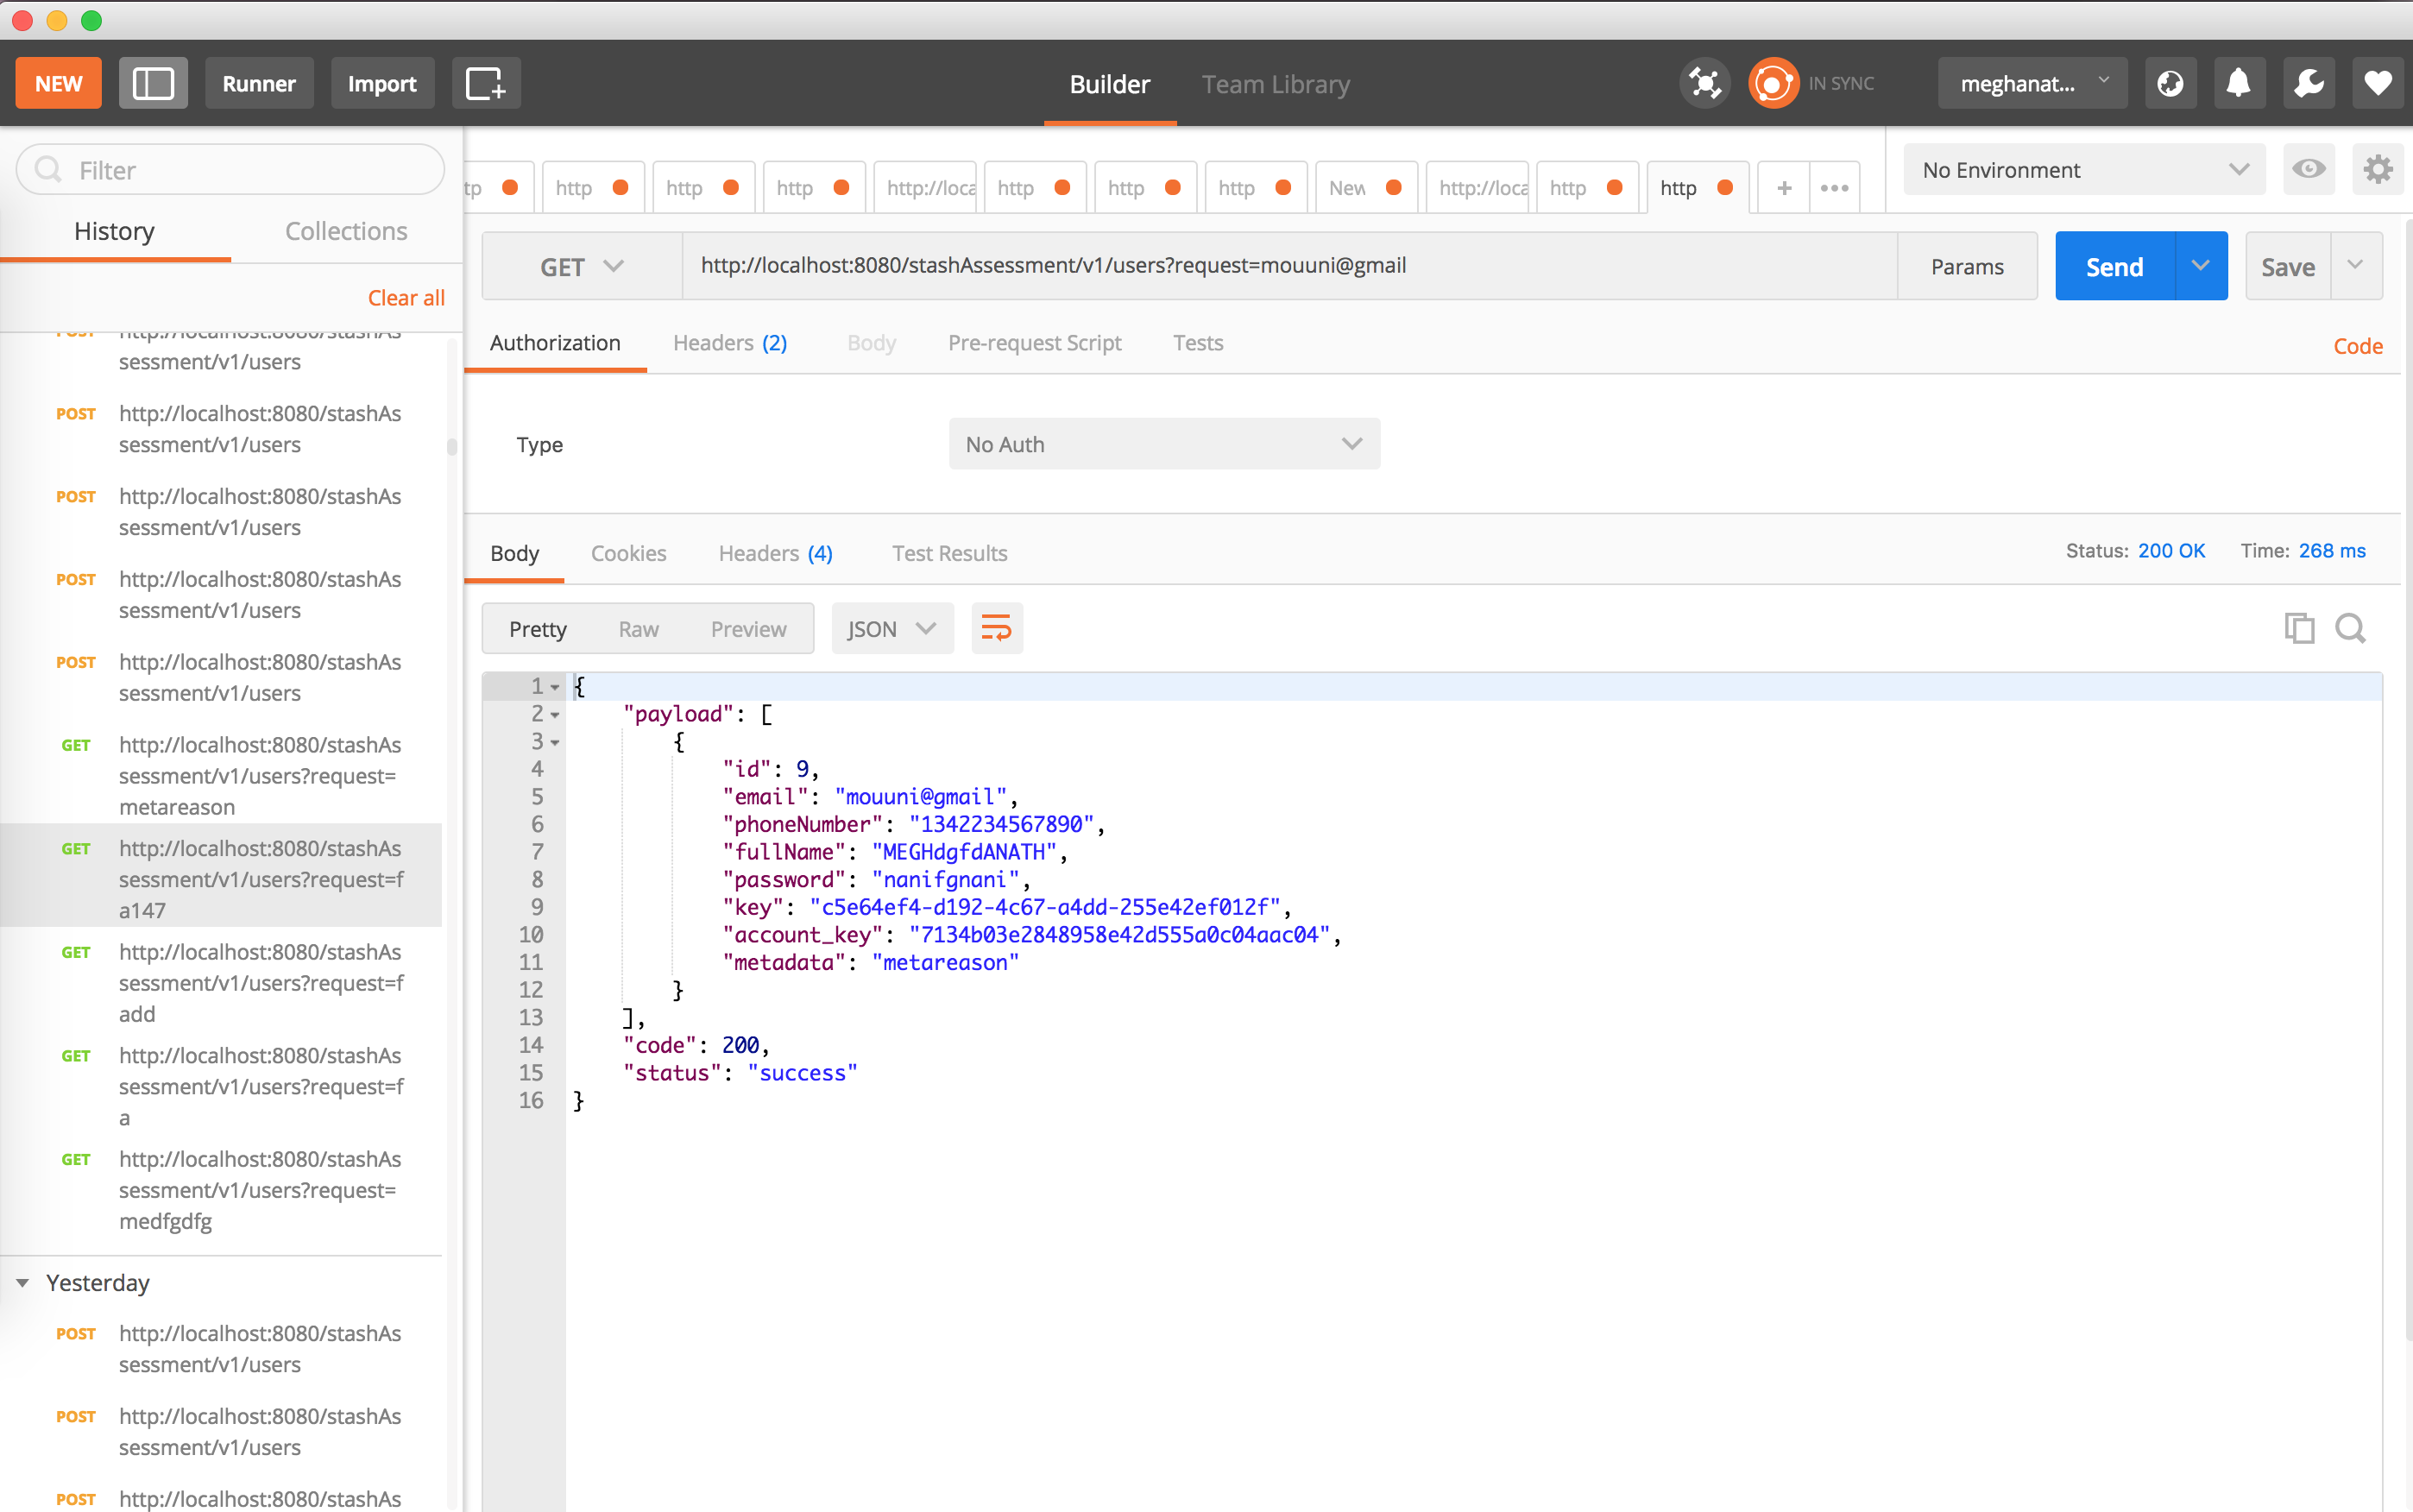 NEW Runner Import Builder Team Library IN SYNC meghanat...
Filter
tp http http http http://loca http http http New http://loca http http + ••• No Environment
History Collections
GET http://localhost:8080/stashAssessment/v1/users?request=mouuni@gmail Params Send Save
Clear all
Authorization Headers (2) Body Pre-request Script Tests Code
POST http://localhost:8080/stashAs
sessment/v1/users
POST http://localhost:8080/stashAs
sessment/v1/users
POST http://localhost:8080/stashAs
sessment/v1/users
POST http://localhost:8080/stashAs
sessment/v1/users
POST http://localhost:8080/stashAs
sessment/v1/users
GET http://localhost:8080/stashAs
sessment/v1/users?request=
metareason
GET http://localhost:8080/stashAs
sessment/v1/users?request=f
a147
GET http://localhost:8080/stashAs
sessment/v1/users?request=f
add
GET http://localhost:8080/stashAs
sessment/v1/users?request=f
a
GET http://localhost:8080/stashAs
sessment/v1/users?request=
medfgdfg
Yesterday
POST http://localhost:8080/stashAs
sessment/v1/users
POST http://localhost:8080/stashAs
sessment/v1/users
POST http://localhost:8080/stashAs
Type No Auth
Body Cookies Headers (4) Test Results Status: 200 OK Time: 268 ms
Pretty Raw Preview JSON
1 {
2 "payload": [
3 {
4 "id": 9,
5 "email": "mouuni@gmail",
6 "phoneNumber": "1342234567890",
7 "fullName": "MEGHdgfdANATH",
8 "password": "nanifgnani",
9 "key": "c5e64ef4-d192-4c67-a4dd-255e42ef012f",
10 "account_key": "7134b03e2848958e42d555a0c04aac04",
11 "metadata": "metareason"
12 }
13 ],
14 "code": 200,
15 "status": "success"
16 }